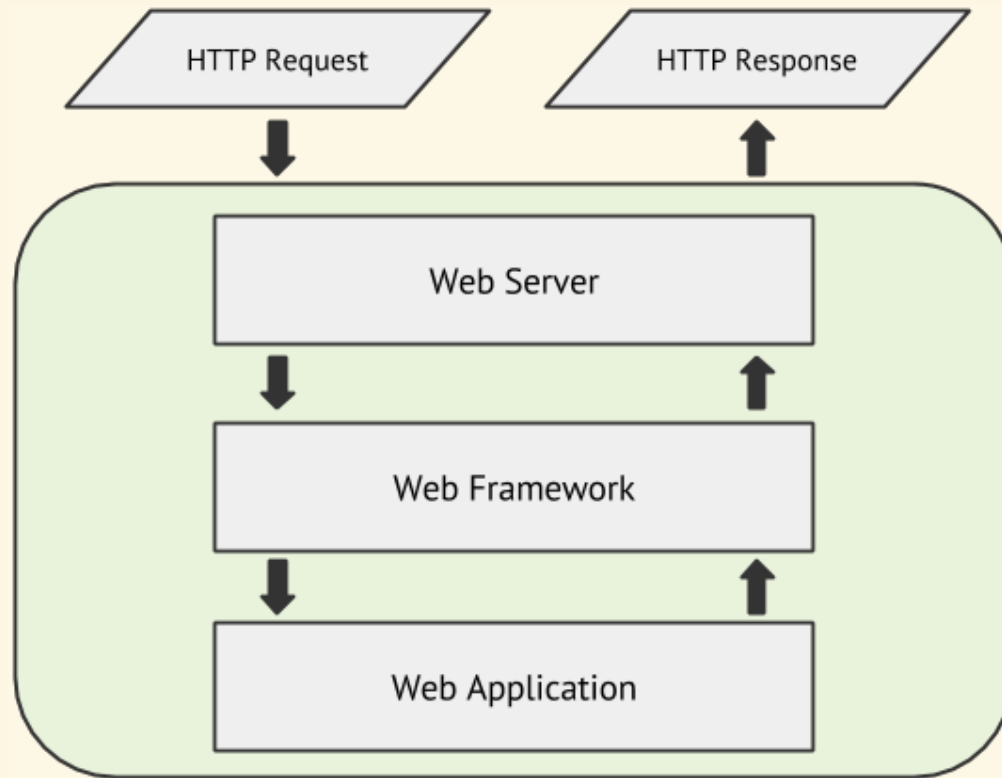 HTTP Request
HTTP Response
Web Server
Web Framework
Web Application